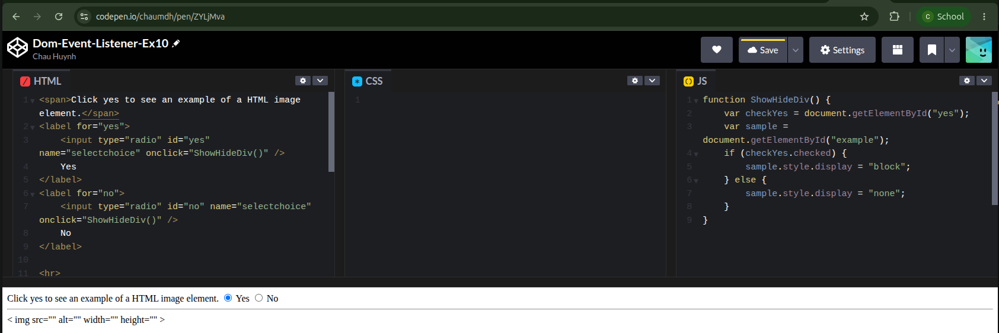 codepen.io/chaumdh/pen/ZYLjMva
C School
Dom-Event-Listener-Ex10
Chau Huynh
Save
Settings
HTML
1 <span>Click yes to see an example of a HTML image
element.</span>
2 <label for="yes">
3 <input type="radio" id="yes"
name="selectchoice" onclick="ShowHideDiv()" />
4 Yes
5 </label>
6 <label for="no">
7 <input type="radio" id="no" name="selectchoice"
onclick="ShowHideDiv()" />
8 No
9 </label>
10
11 <hr>
CSS
1
JS
1 function ShowHideDiv() {
2 var checkYes = document.getElementById("yes");
3 var sample =
document.getElementById("example");
4 if (checkYes.checked) {
5 sample.style.display = "block";
6 } else {
7 sample.style.display = "none";
8 }
9 }
Click yes to see an example of a HTML image element. Yes No
< img src="" alt="" width="" height="" >